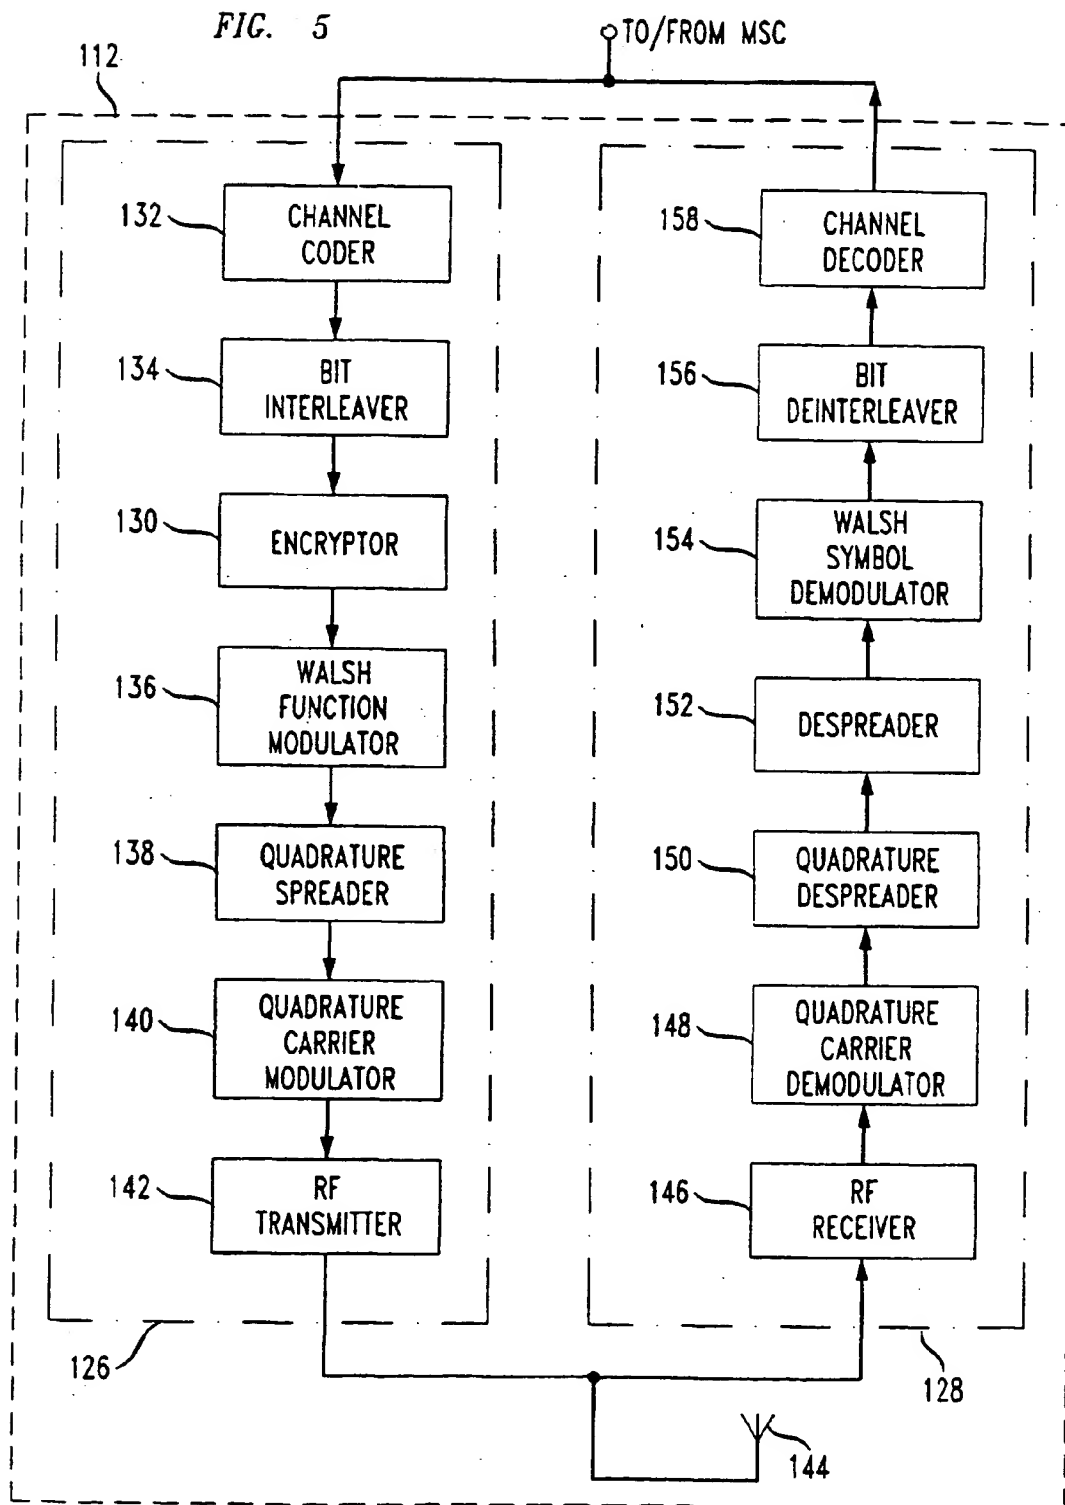 FIG. 5
TO/FROM MSC
112
132
CHANNEL
CODER
134
BIT
INTERLEAVER
130
ENCRYPTOR
136
WALSH
FUNCTION
MODULATOR
138
QUADRATURE
SPREADER
140
QUADRATURE
CARRIER
MODULATOR
142
RF
TRANSMITTER
126
158
CHANNEL
DECODER
156
BIT
DEINTERLEAVER
154
WALSH
SYMBOL
DEMODULATOR
152
DESPREADER
150
QUADRATURE
DESPREADER
148
QUADRATURE
CARRIER
DEMODULATOR
146
RF
RECEIVER
128
144